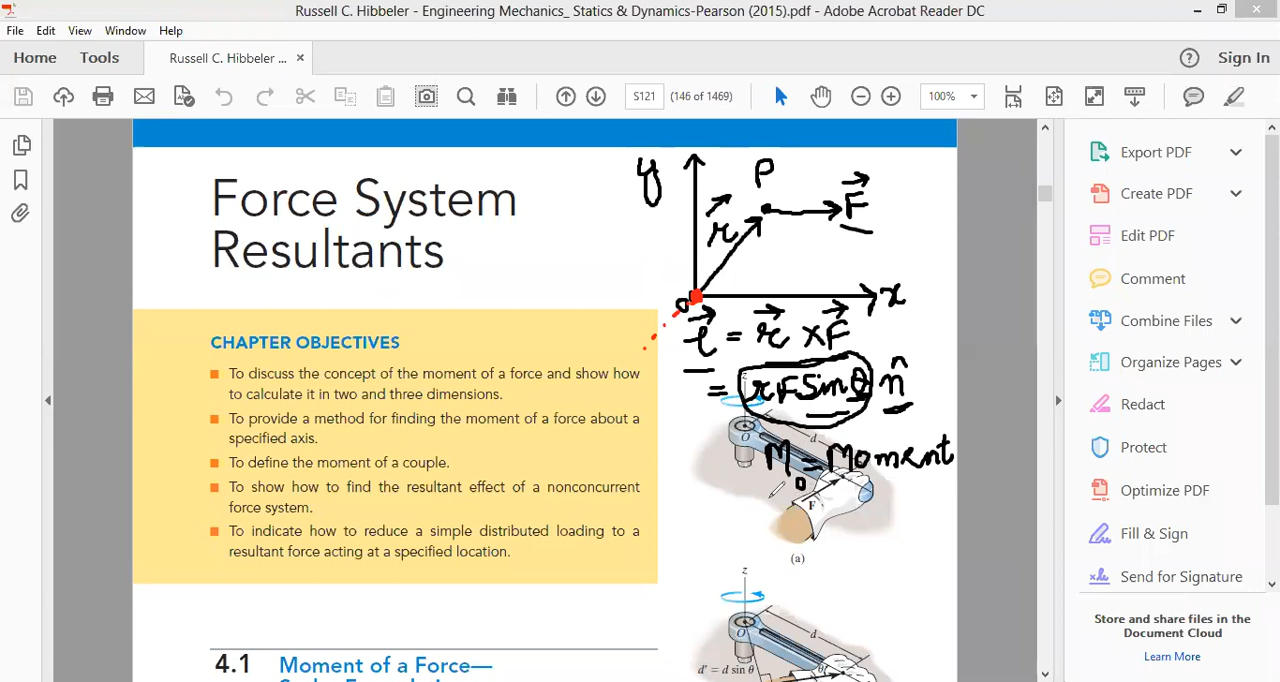 Russell C. Hibbeler - Engineering Mechanics_ Statics & Dynamics-Pearson (2015).pdf - Adobe Acrobat Reader DC
File Edit View Window Help
Home Tools Russell C. Hibbeler ... × Sign In
S121 (146 of 1469) 100%
Force System
Resultants
y
P
r
F
O
x
= r × F
= rF Sinθ n̂
M₀ = Moment
CHAPTER OBJECTIVES
To discuss the concept of the moment of a force and show how
to calculate it in two and three dimensions.
To provide a method for finding the moment of a force about a
specified axis.
To define the moment of a couple.
To show how to find the resultant effect of a nonconcurrent
force system.
To indicate how to reduce a simple distributed loading to a
resultant force acting at a specified location.
z
O
d
F
(a)
z
O
d
d′ = d sin θ
θ
4.1 Moment of a Force—
Export PDF
Create PDF
Edit PDF
Comment
Combine Files
Organize Pages
Redact
Protect
Optimize PDF
Fill & Sign
Send for Signature
Store and share files in the
Document Cloud
Learn More